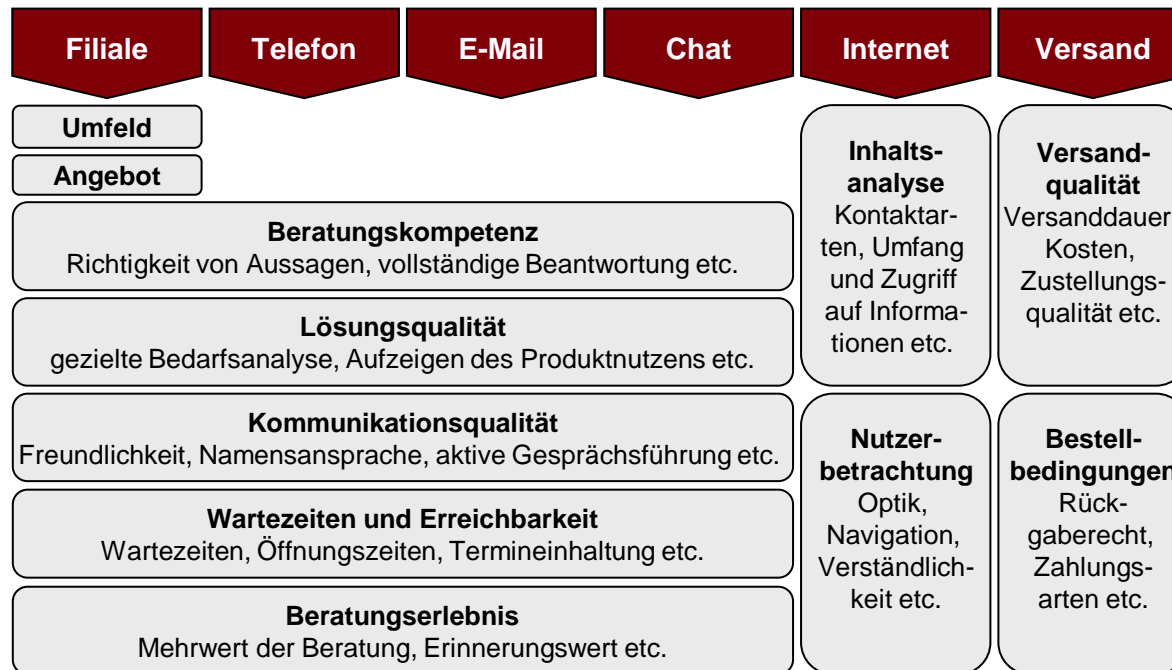 Filiale
Telefon
E-Mail
Chat
Internet
Versand
Umfeld
Angebot
Beratungskompetenz
Richtigkeit von Aussagen, vollständige Beantwortung etc.
Lösungsqualität
gezielte Bedarfsanalyse, Aufzeigen des Produktnutzens etc.
Kommunikationsqualität
Freundlichkeit, Namensansprache, aktive Gesprächsführung etc.
Wartezeiten und Erreichbarkeit
Wartezeiten, Öffnungszeiten, Termineinhaltung etc.
Beratungserlebnis
Mehrwert der Beratung, Erinnerungswert etc.
Inhalts-
analyse
Kontaktar-
ten, Umfang
und Zugriff
auf Informa-
tionen etc.
Nutzer-
betrachtung
Optik,
Navigation,
Verständlich-
keit etc.
Versand-
qualität
Versanddauer
Kosten,
Zustellungs-
qualität etc.
Bestell-
bedingungen
Rück-
gaberecht,
Zahlungs-
arten etc.